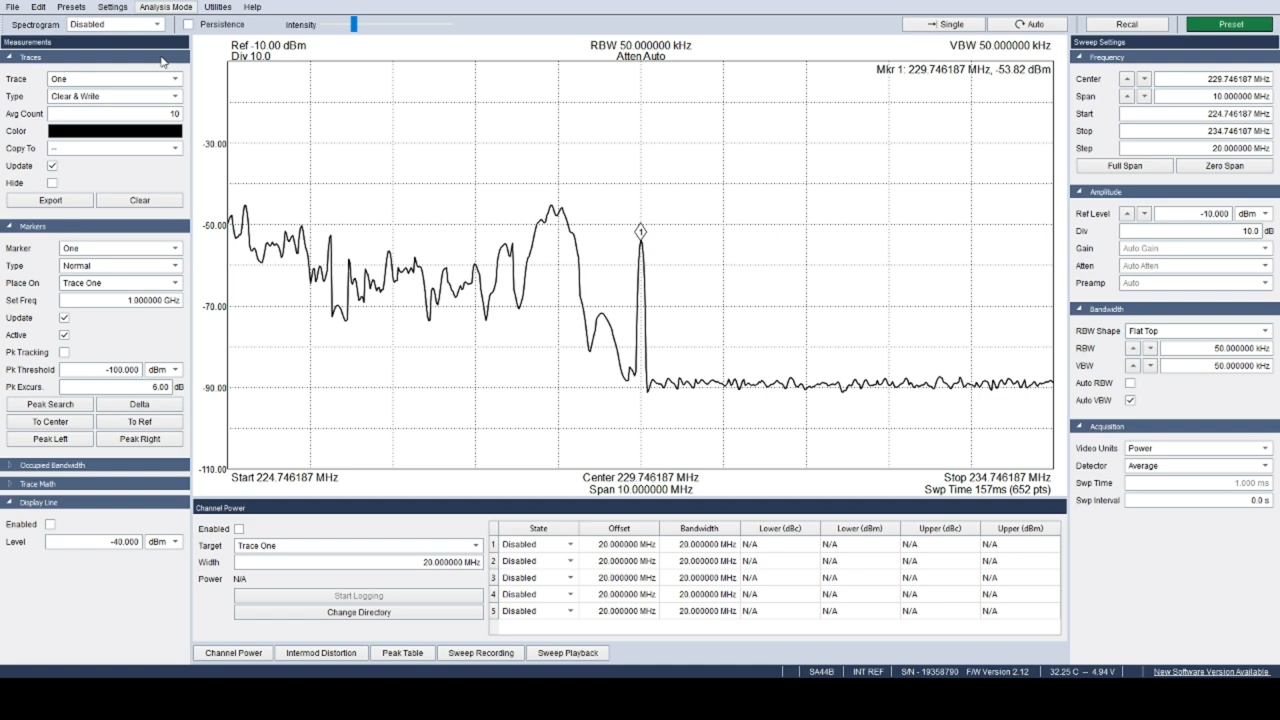 File Edit Presets Settings Analysis Mode Utilities Help
Spectrogram Disabled Persistence Intensity Single Auto Recal Preset
Measurements
Traces
Trace One
Type Clear & Write
Avg Count 10
Color
Copy To --
Update
Hide
Export Clear
Markers
Marker One
Type Normal
Place On Trace One
Set Freq 1.000000 GHz
Update
Active
Pk Tracking
Pk Threshold -100.000 dBm
Pk Excurs. 6.00 dB
Peak Search Delta
To Center To Ref
Peak Left Peak Right
Occupied Bandwidth
Trace Math
Display Line
Enabled
Level -40.000 dBm
Ref -10.00 dBm RBW 50.000000 kHz VBW 50.000000 kHz
Div 10.0 Atten Auto
Mkr 1: 229.746187 MHz, -53.82 dBm
-30.00
-50.00
1
-70.00
-90.00
-110.00
Start 224.746187 MHz Center 229.746187 MHz Stop 234.746187 MHz
Span 10.000000 MHz Swp Time 157ms (652 pts)
Channel Power
Enabled
Target Trace One
Width 20.000000 MHz
Power N/A
Start Logging
Change Directory
State Offset Bandwidth Lower (dBc) Lower (dBm) Upper (dBc) Upper (dBm)
1 Disabled 20.000000 MHz 20.000000 MHz N/A N/A N/A N/A
2 Disabled 20.000000 MHz 20.000000 MHz N/A N/A N/A N/A
3 Disabled 20.000000 MHz 20.000000 MHz N/A N/A N/A N/A
4 Disabled 20.000000 MHz 20.000000 MHz N/A N/A N/A N/A
5 Disabled 20.000000 MHz 20.000000 MHz N/A N/A N/A N/A
Channel Power Intermod Distortion Peak Table Sweep Recording Sweep Playback
Sweep Settings
Frequency
Center 229.746187 MHz
Span 10.000000 MHz
Start 224.746187 MHz
Stop 234.746187 MHz
Step 20.000000 MHz
Full Span Zero Span
Amplitude
Ref Level -10.000 dBm
Div 10.0 dB
Gain Auto Gain
Atten Auto Atten
Preamp Auto
Bandwidth
RBW Shape Flat Top
RBW 50.000000 kHz
VBW 50.000000 kHz
Auto RBW
Auto VBW
Acquisition
Video Units Power
Detector Average
Swp Time 1.000 ms
Swp Interval 0.0 s
SA44B INT REF S/N - 19358790 F/W Version 2.12 32.25 C -- 4.94 V New Software Version Available